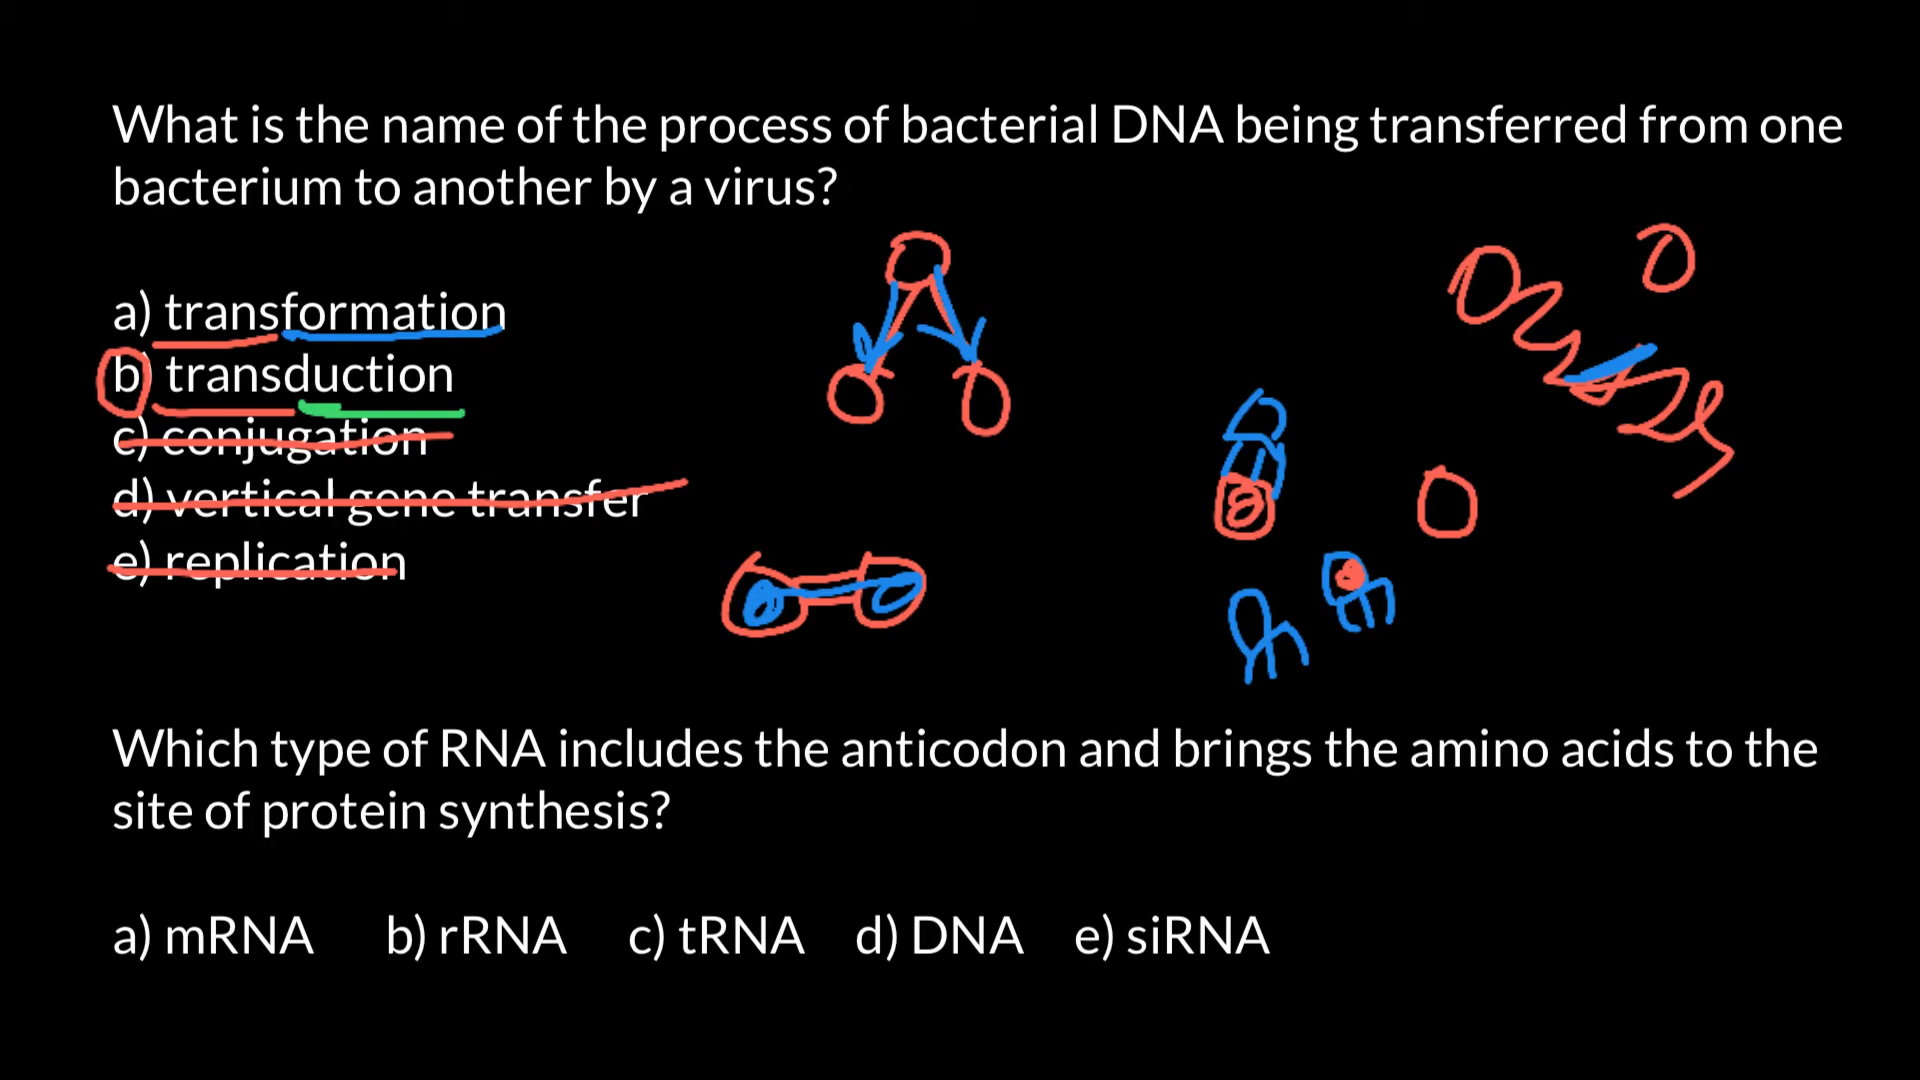 What is the name of the process of bacterial DNA being transferred from one
bacterium to another by a virus?
a) transformation
b) transduction
c) conjugation
d) vertical gene transfer
e) replication
Which type of RNA includes the anticodon and brings the amino acids to the
site of protein synthesis?
a) mRNA b) rRNA c) tRNA d) DNA e) siRNA